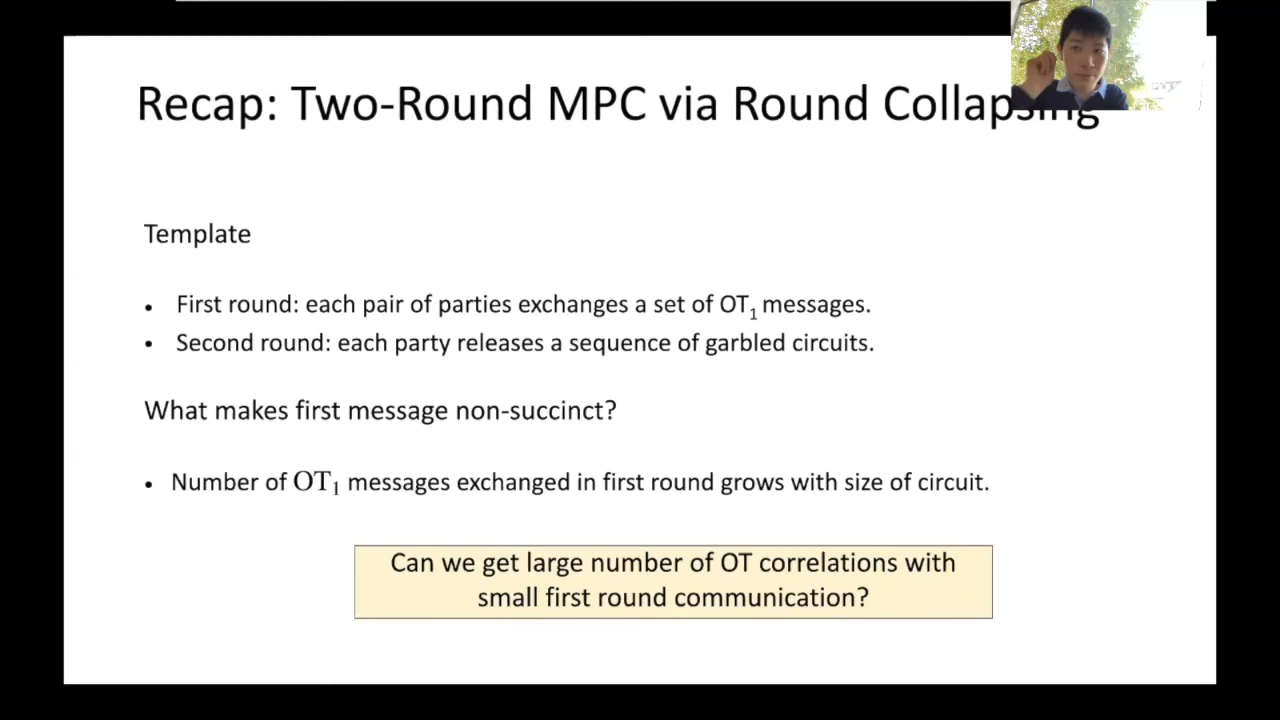 Recap: Two-Round MPC via Round Collapsing
Template
• First round: each pair of parties exchanges a set of OT₁ messages.
• Second round: each party releases a sequence of garbled circuits.
What makes first message non-succinct?
• Number of OT₁ messages exchanged in first round grows with size of circuit.
Can we get large number of OT correlations with
small first round communication?